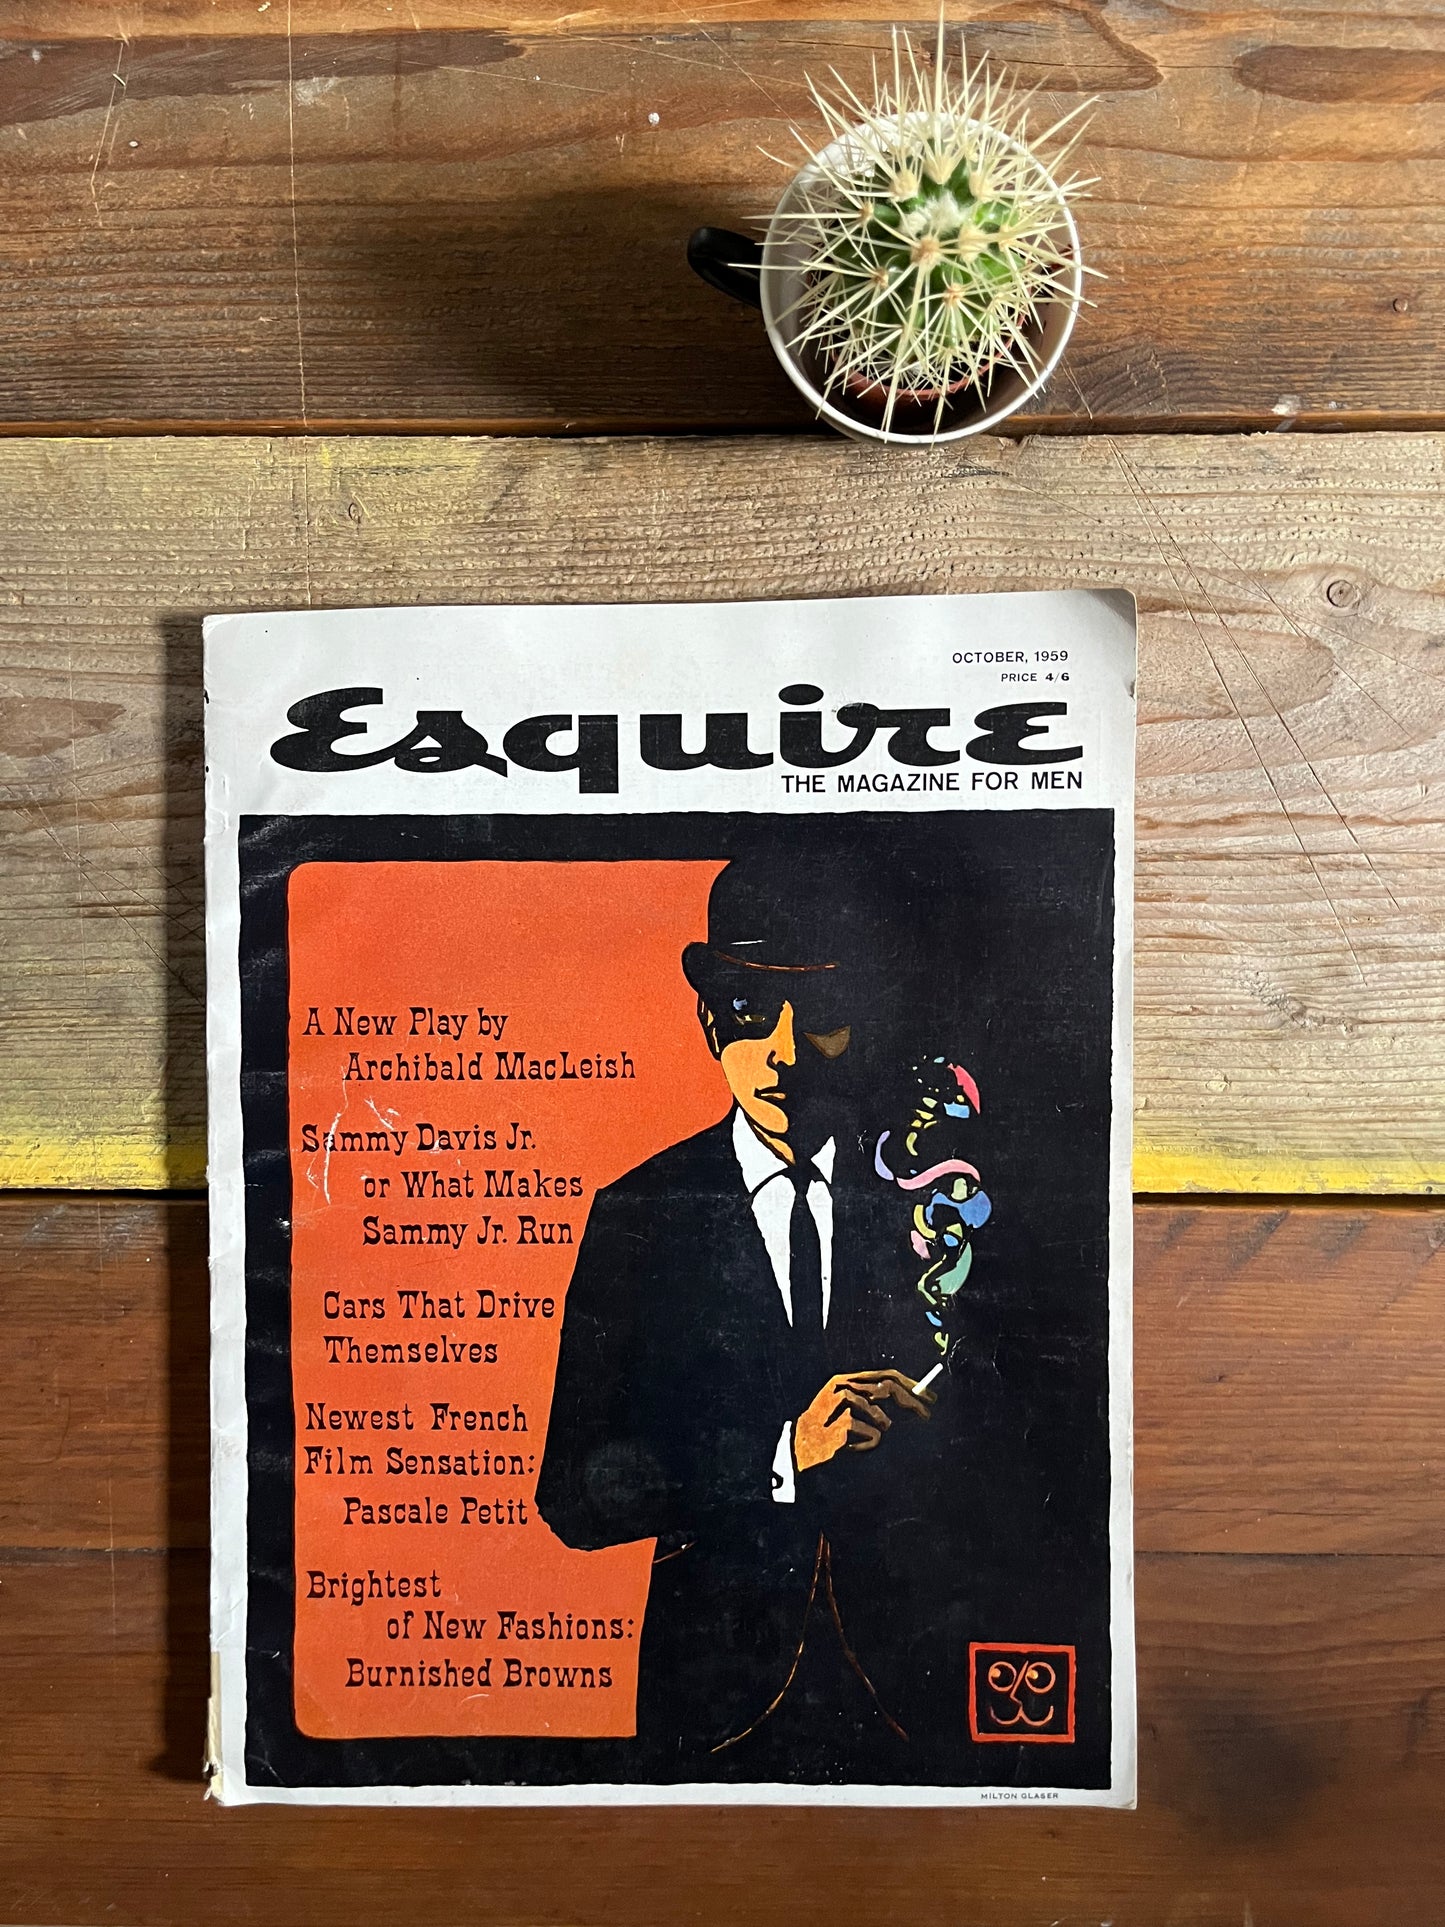 OCTOBER, 1959
PRICE 4/6
Esquire
THE MAGAZINE FOR MEN
A New Play by
Archibald MacLeish
Sammy Davis Jr.
or What Makes
Sammy Jr. Run
Cars That Drive
Themselves
Newest French
Film Sensation:
Pascale Petit
Brightest
of New Fashions:
Burnished Browns
MILTON GLASER